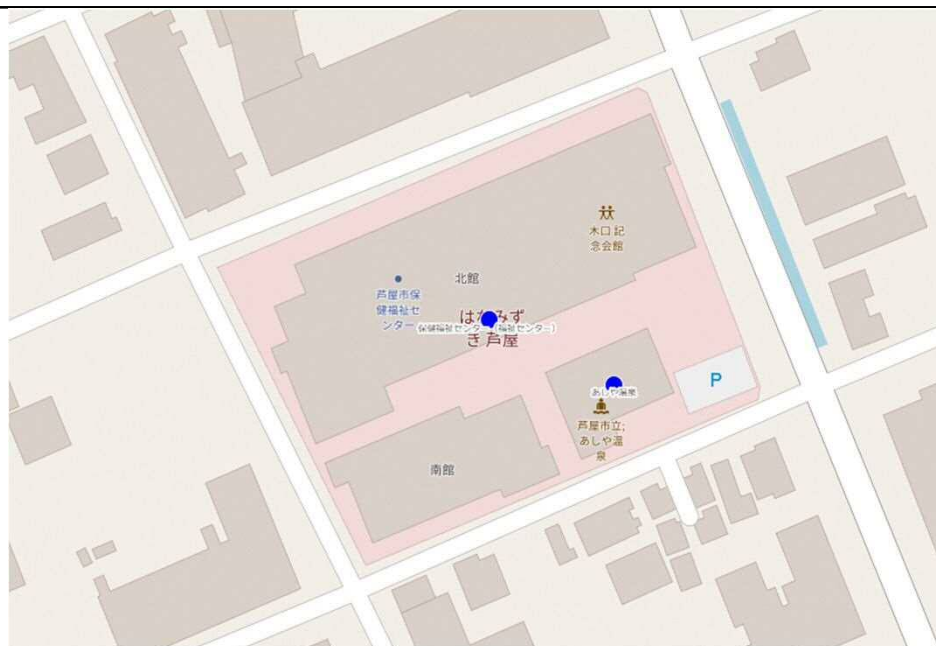 木口記
念会館
北館
芦屋市保
健福祉セ
ンター
はなみず
き芦屋
保健福祉センター(福祉センター)
P
あしや温泉
芦屋市立;
あしや温
泉
南館